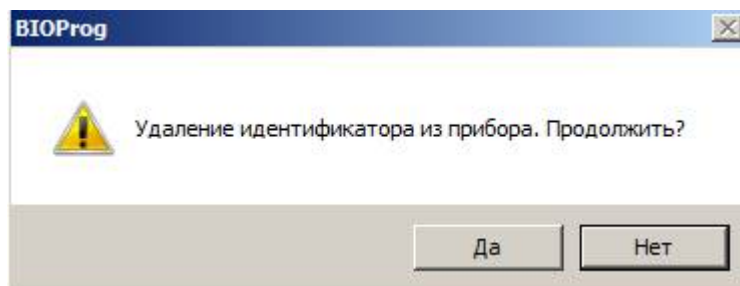 BIOProg
Удаление идентификатора из прибора. Продолжить?
Да
Нет